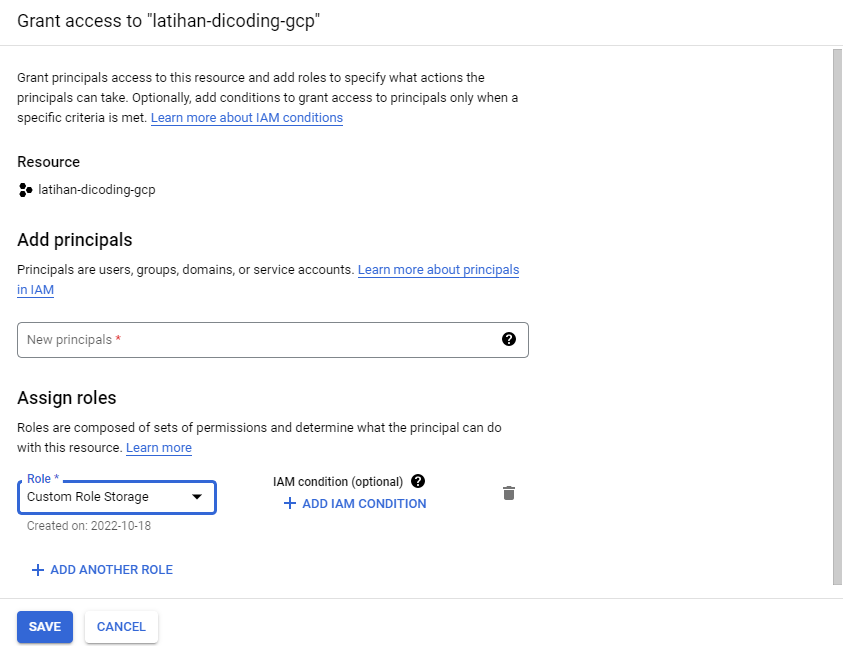 Grant access to "latihan-dicoding-gcp"
Grant principals access to this resource and add roles to specify what actions the
principals can take. Optionally, add conditions to grant access to principals only when a
specific criteria is met. Learn more about IAM conditions
Resource
latihan-dicoding-gcp
Add principals
Principals are users, groups, domains, or service accounts. Learn more about principals
in IAM
New principals *
Assign roles
Roles are composed of sets of permissions and determine what the principal can do
with this resource. Learn more
Role *
Custom Role Storage
Created on: 2022-10-18
IAM condition (optional)
+ ADD IAM CONDITION
+ ADD ANOTHER ROLE
SAVE
CANCEL